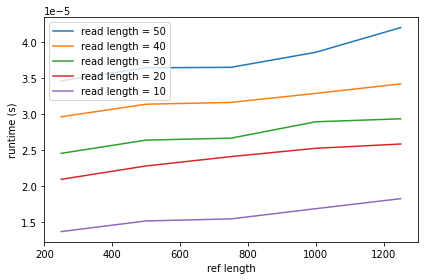 1e−5
4.0
3.5
3.0
2.5
2.0
1.5
runtime (s)
read length = 50
read length = 40
read length = 30
read length = 20
read length = 10
200 400 600 800 1000 1200
ref length